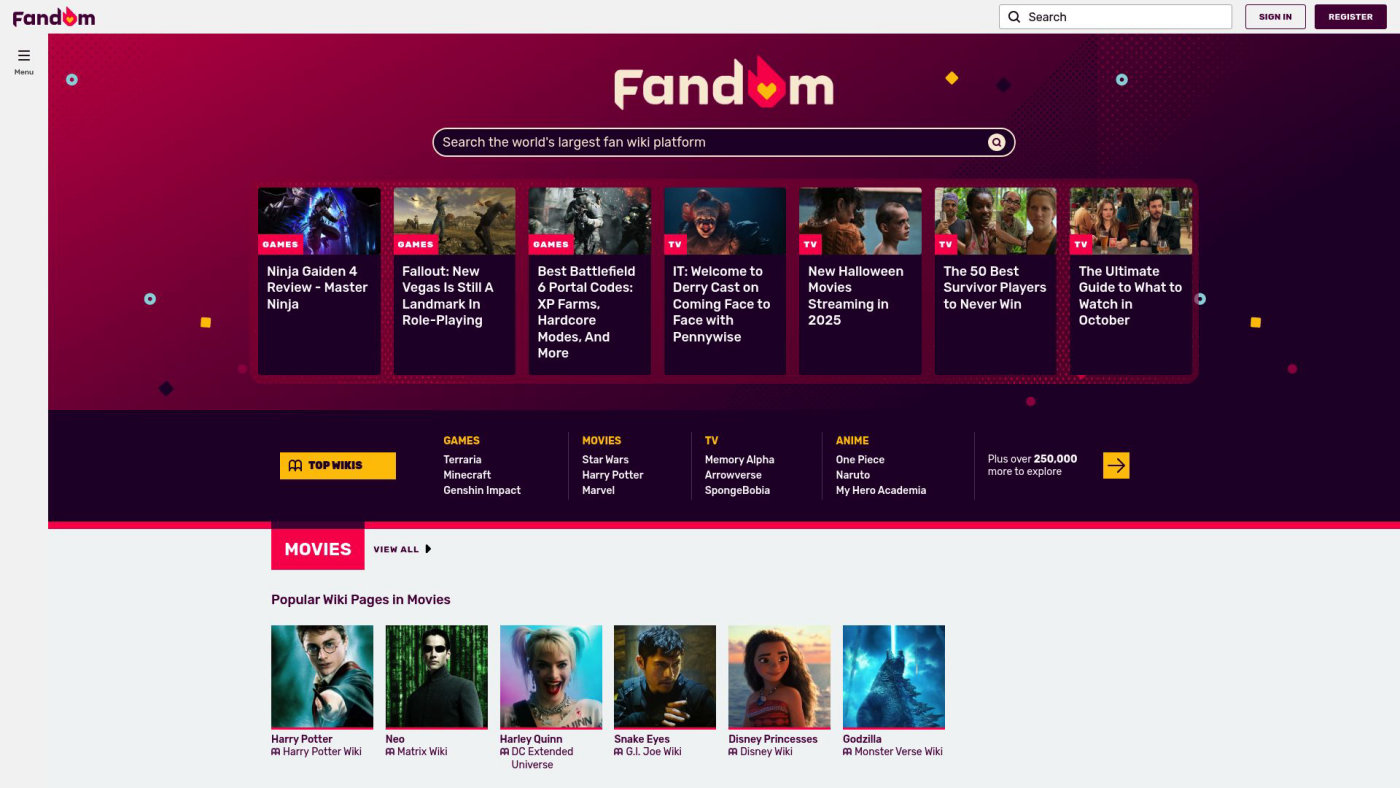 Fandom
Search
SIGN IN
REGISTER
Menu
Fandom
Search the world's largest fan wiki platform
GAMES
Ninja Gaiden 4
Review - Master
Ninja
GAMES
Fallout: New
Vegas Is Still A
Landmark In
Role-Playing
GAMES
Best Battlefield
6 Portal Codes:
XP Farms,
Hardcore
Modes, And
More
TV
IT: Welcome to
Derry Cast on
Coming Face to
Face with
Pennywise
TV
New Halloween
Movies
Streaming in
2025
TV
The 50 Best
Survivor Players
to Never Win
TV
The Ultimate
Guide to What to
Watch in
October
TOP WIKIS
GAMES
Terraria
Minecraft
Genshin Impact
MOVIES
Star Wars
Harry Potter
Marvel
TV
Memory Alpha
Arrowverse
SpongeBobia
ANIME
One Piece
Naruto
My Hero Academia
Plus over 250,000
more to explore
MOVIES
VIEW ALL
Popular Wiki Pages in Movies
Harry Potter
Harry Potter Wiki
Neo
Matrix Wiki
Harley Quinn
DC Extended
Universe
Snake Eyes
G.I. Joe Wiki
Disney Princesses
Disney Wiki
Godzilla
Monster Verse Wiki